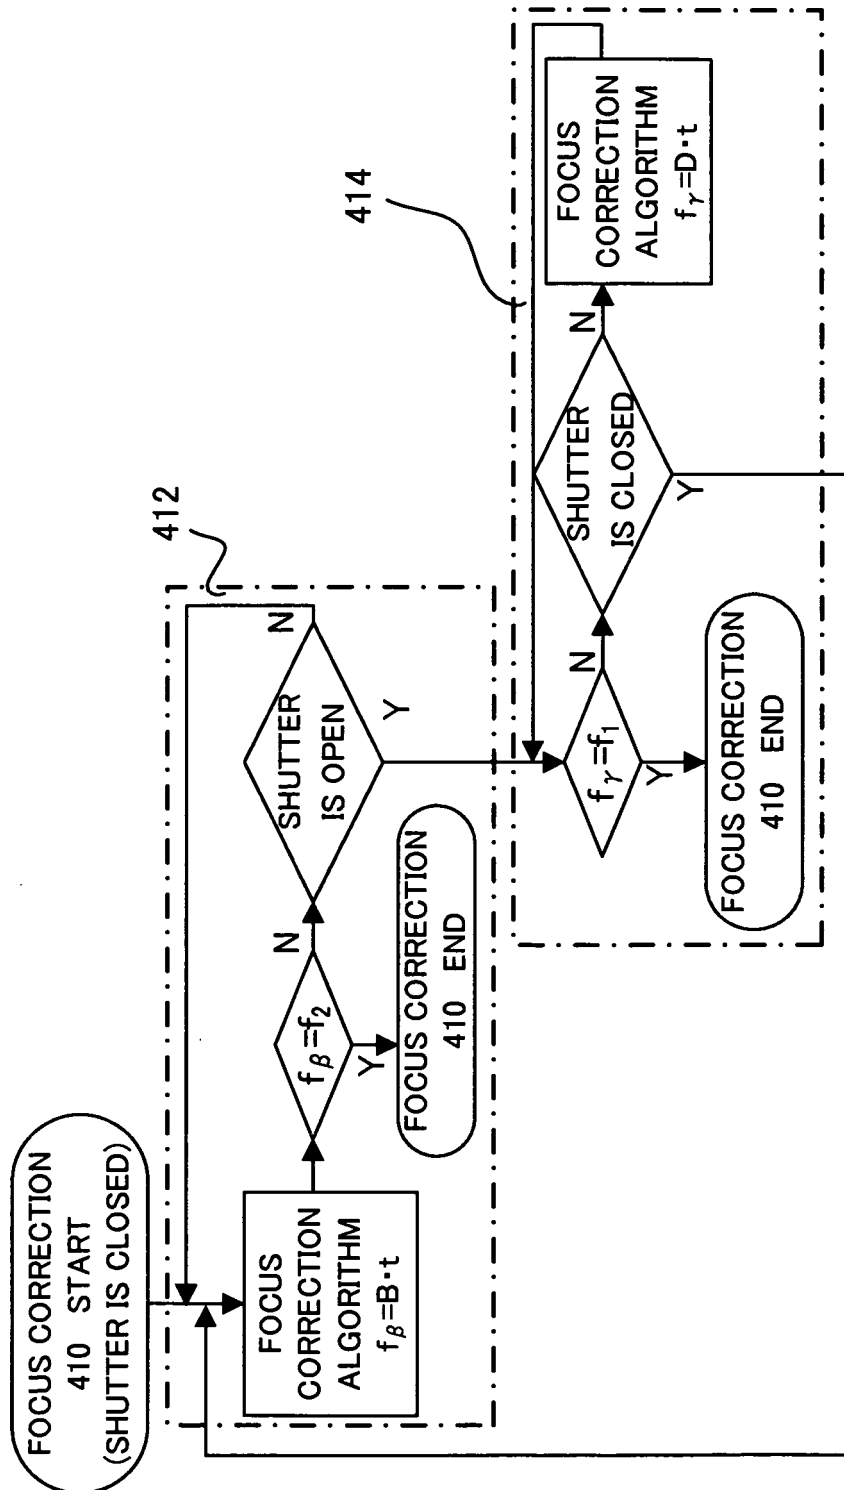 FOCUS CORRECTION
410 START
(SHUTTER IS CLOSED)
412
FOCUS
CORRECTION
ALGORITHM
fβ=B·t
fβ=f2
N
Y
SHUTTER
IS OPEN
N
Y
FOCUS CORRECTION
410 END
414
fγ=f1
N
Y
SHUTTER
IS CLOSED
N
Y
FOCUS
CORRECTION
ALGORITHM
fγ=D·t
FOCUS CORRECTION
410 END